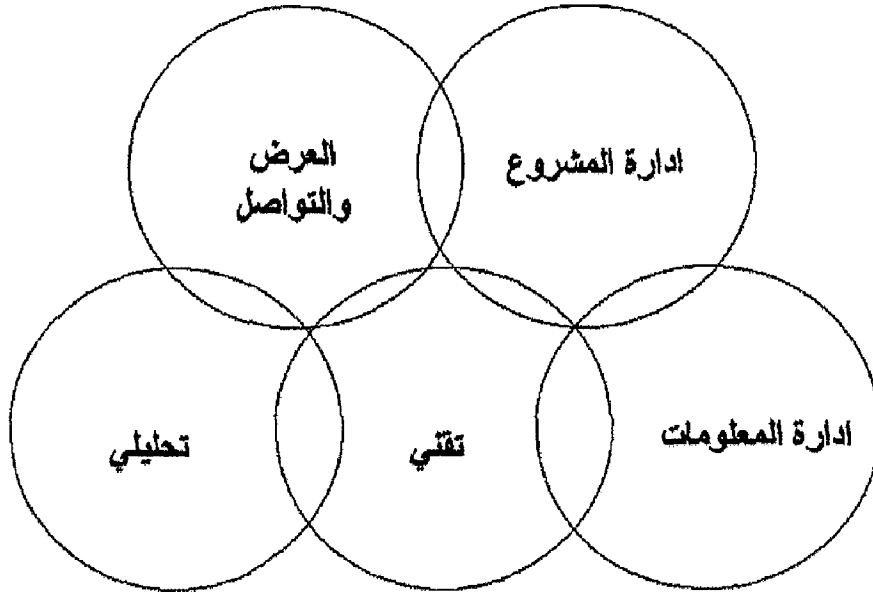 ادارة المشروع
العرض
والتواصل
ادارة المعلومات
تقني
تحليلي